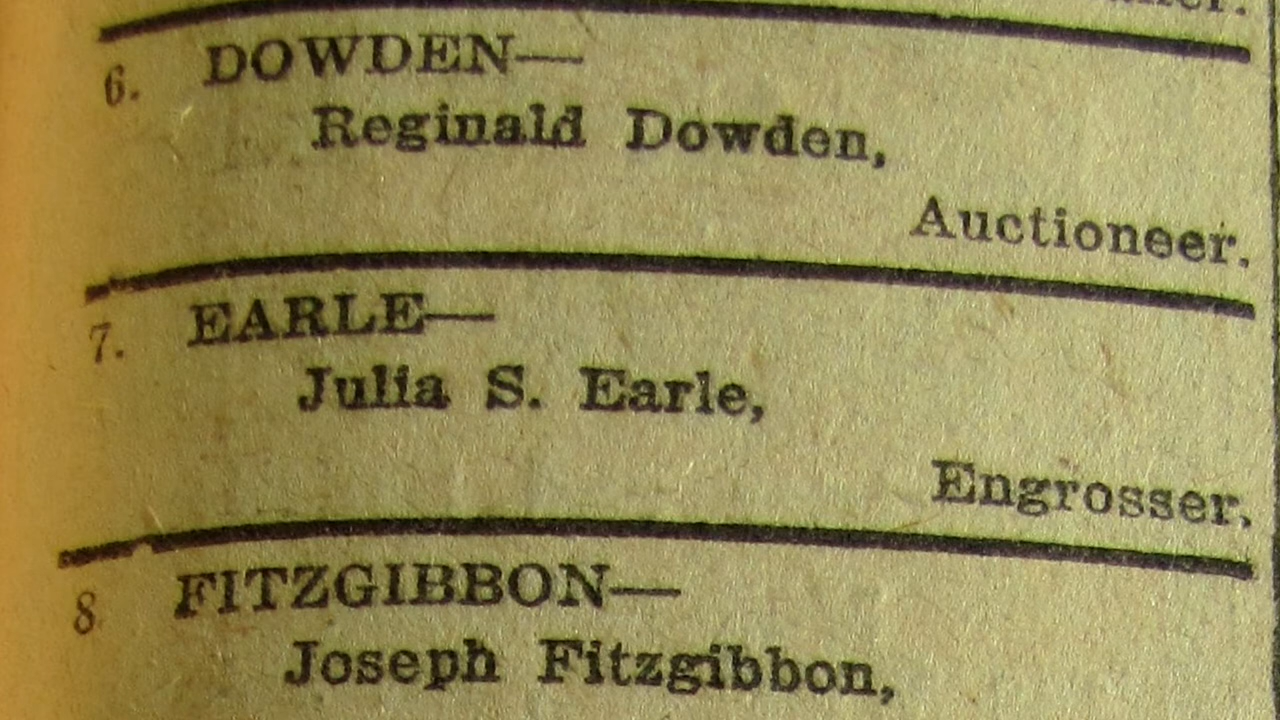 6. DOWDEN—
Reginald Dowden,
Auctioneer.
7. EARLE—
Julia S. Earle,
Engrosser.
8. FITZGIBBON—
Joseph Fitzgibbon,